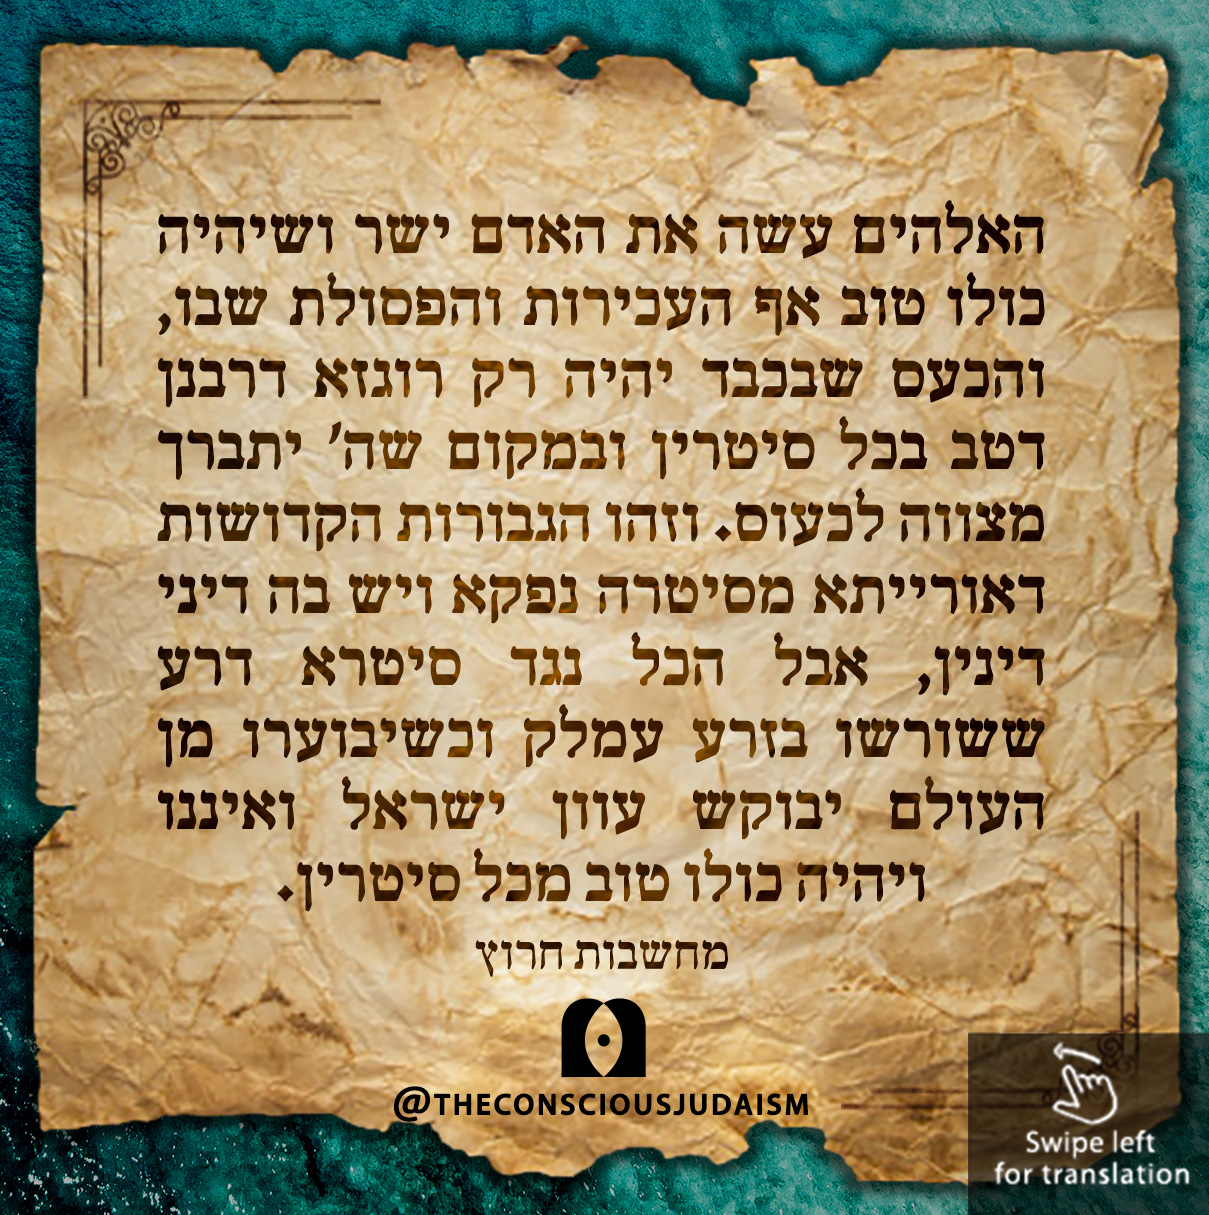 האלהים עשה את האדם ישר ושיהיה
כולו טוב אף העכירות והפסולת שבו,
והכעס שבכבד יהיה רק רוגזא דרבנן
דטב בכל סיטרין ובמקום שה' יתברך
מצווה לכעוס. וזהו הגבורות הקדושות
דאורייתא מסיטרה נפקא ויש בה דיני
דינין, אבל הכל נגד סיטרא דרע
ששורשו בזרע עמלק וכשיבוערו מן
העולם יבוקש עוון ישראל ואיננו
ויהיה כולו טוב מכל סיטרין.
מחשבות חרוץ
@THECONSCIOUSJUDAISM
Swipe left
for translation